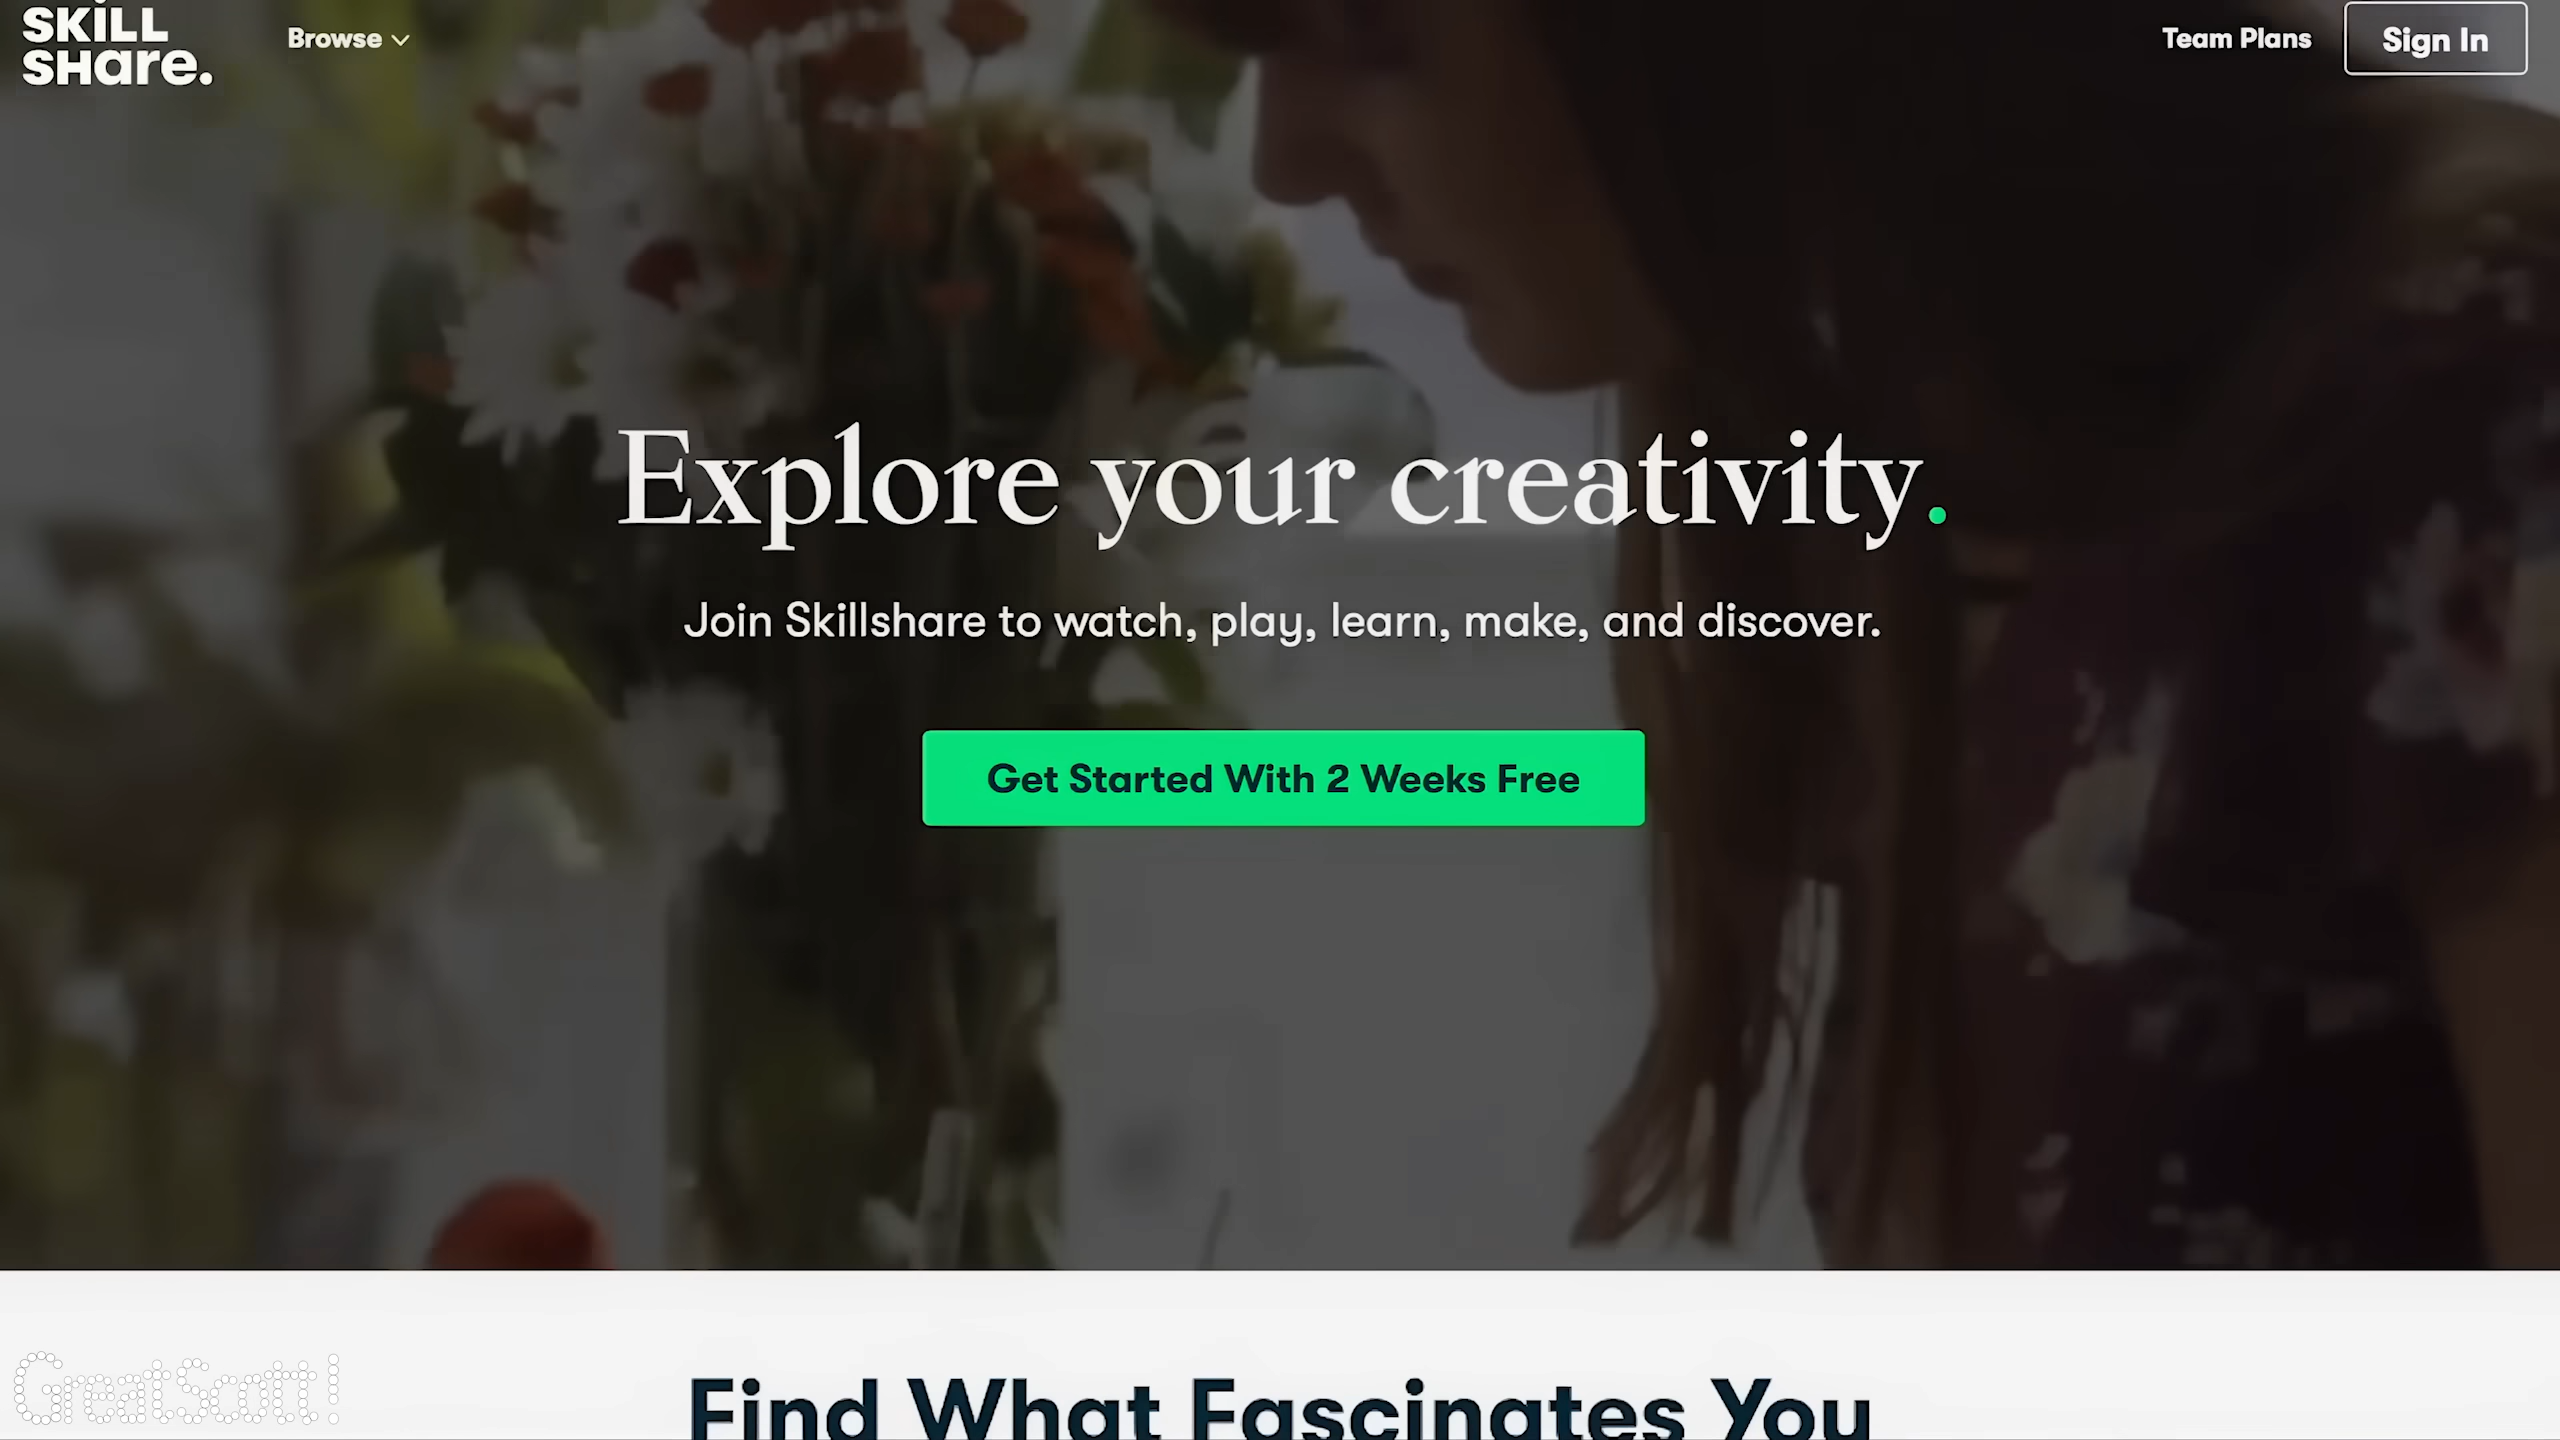 SKILL
SHare.
Browse
Team Plans
Sign In
Explore your creativity.
Join Skillshare to watch, play, learn, make, and discover.
Get Started With 2 Weeks Free
Find What Fascinates You
GreatScott!